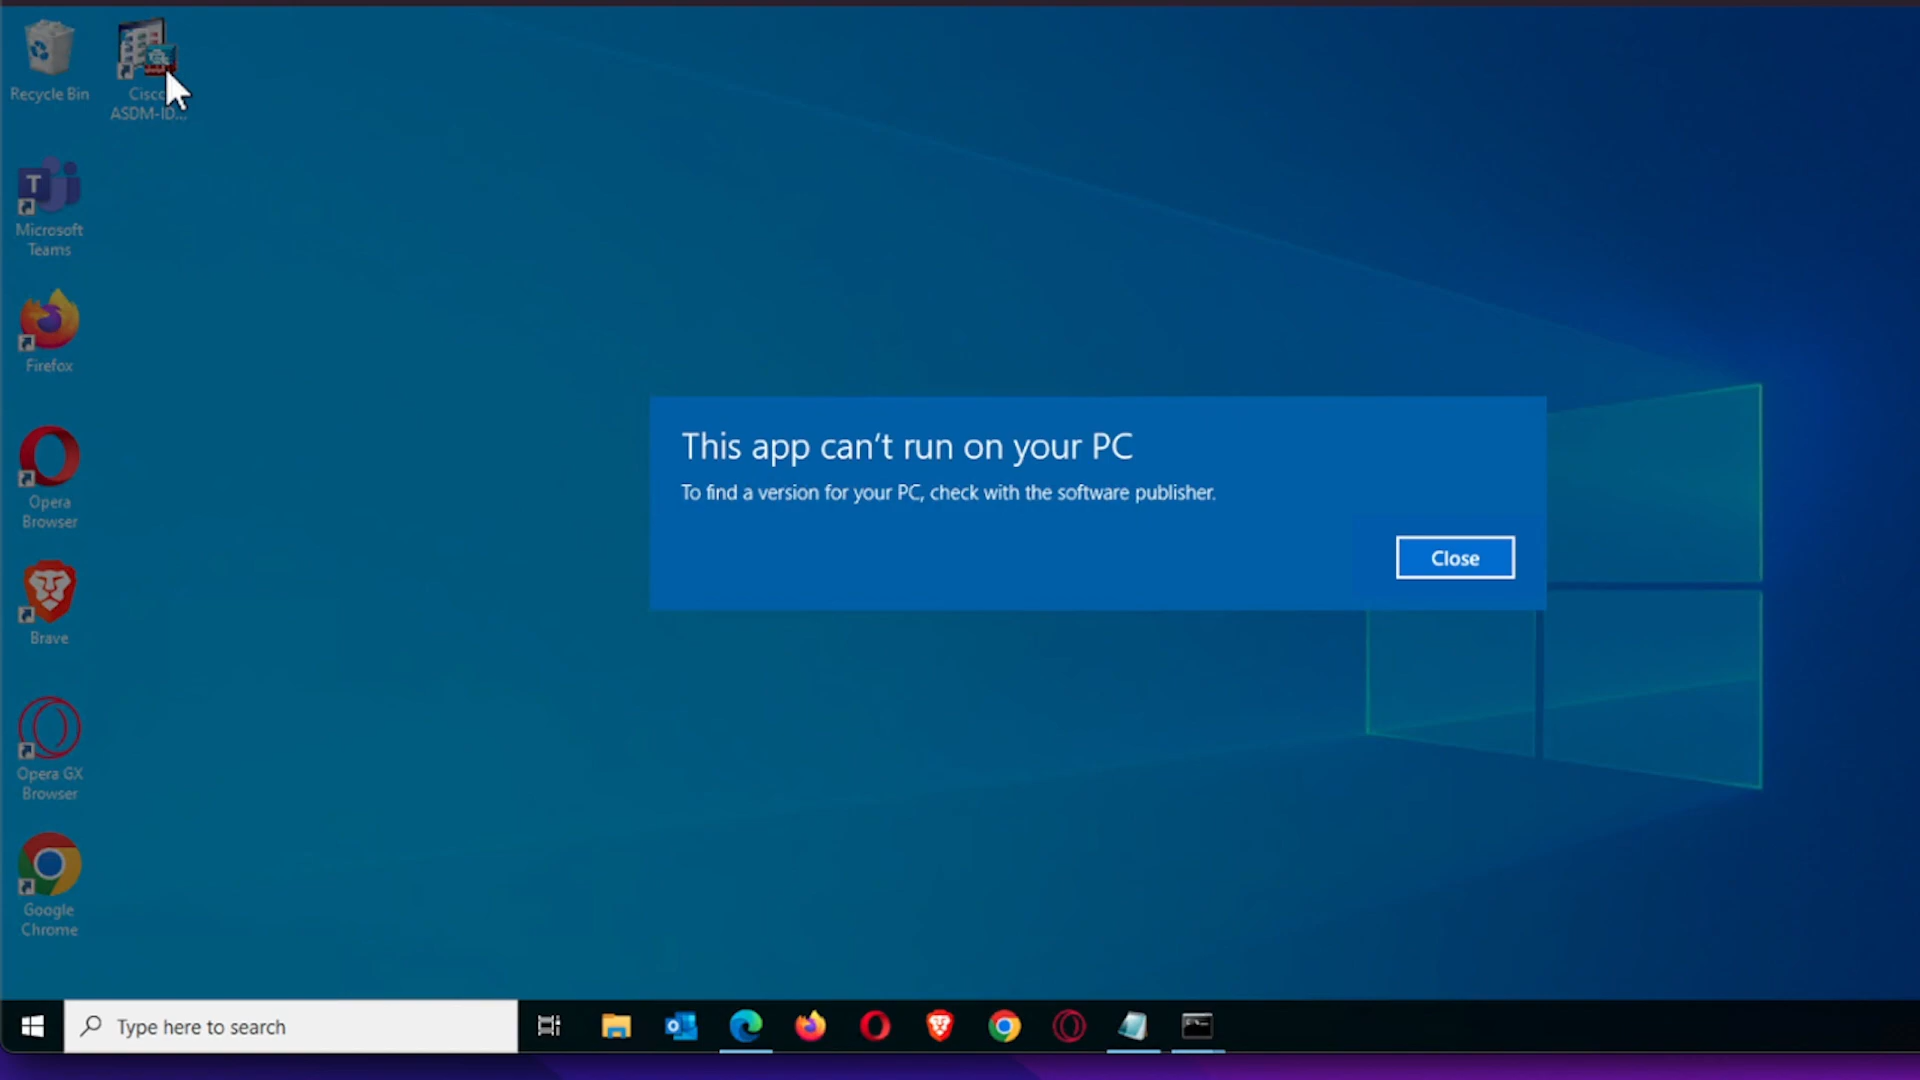 Recycle Bin
Cisco
ASDM-ID...
Microsoft
Teams
Firefox
Opera
Browser
Brave
Opera GX
Browser
Google
Chrome
This app can't run on your PC
To find a version for your PC, check with the software publisher.
Close
Type here to search